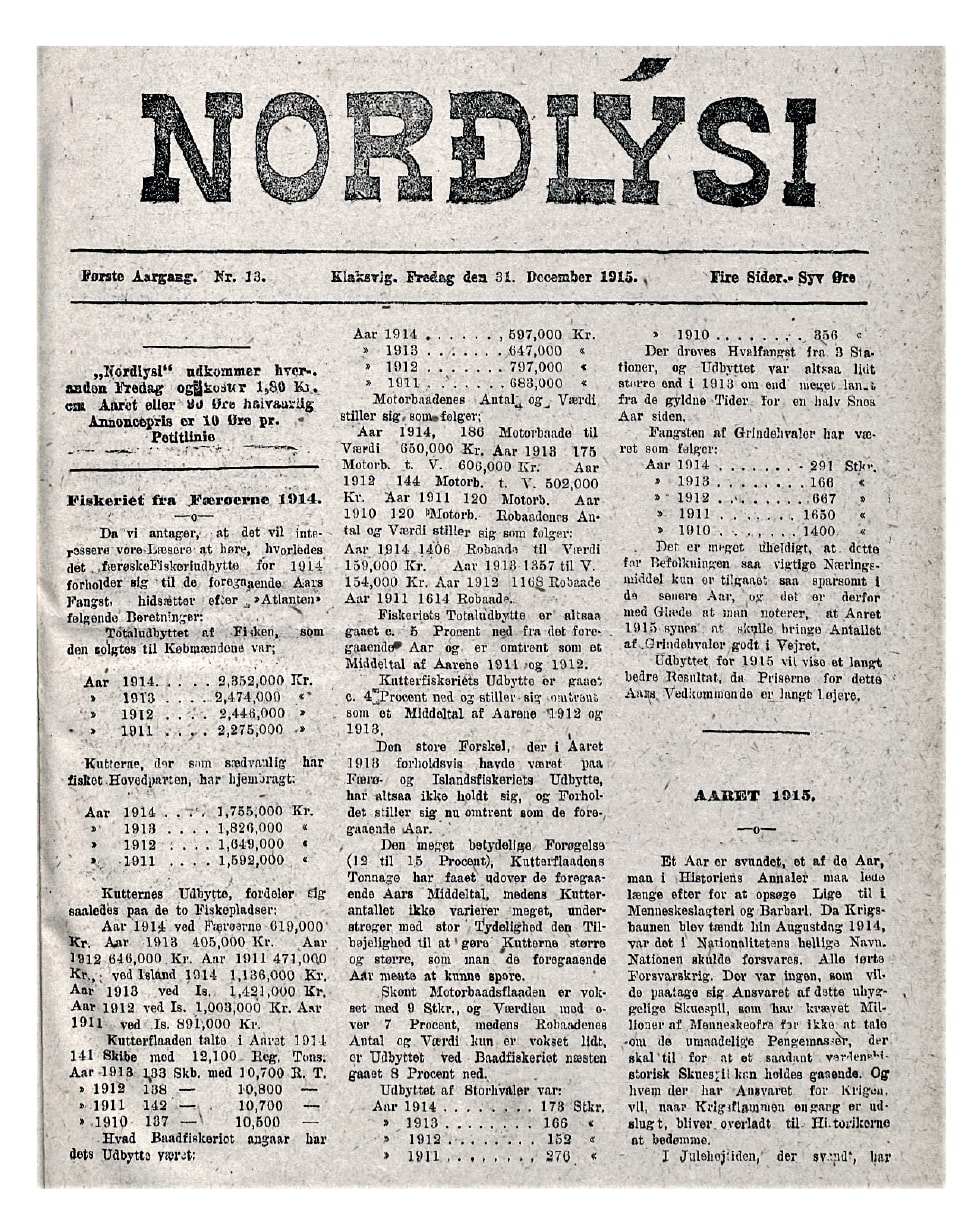 NORÐLÝSI
Første Aargang. Nr. 13. Klaksvig. Fredag den 31. December 1915. Fire Sider.- Syv Øre
„Nordlysi“ udkommer hver-
anden Fredag og koster 1,80 Kr.
om Aaret eller 90 Øre halvaarlig
Annoncepris er 10 Øre pr.
Petitlinie
Fiskeriet fra Færøerne 1914.
—o—
Da vi antager, at det vil inte-
ressere vore Læsere at høre, hvorledes
det færøskeFiskeriudbytte for 1914
forholder sig til de foregaaende Aars
Fangst, hidsætter efter »Atlanten»
følgende Beretninger:
Totaludbyttet af Fisken, som
den solgtes til Købmændene var;
Aar 1914. . . . . 2,352,000 Kr.
» 1913 . . . . 2,474,000 «
» 1912 . . . . 2,446,000 »
» 1911 . . . . 2,275,000 »
Kutterne, der som sædvanlig har
fisket Hovedparten, har hjembragt:
Aar 1914 . . . . 1,755,000 Kr.
» 1913 . . . . 1,826,000 «
» 1912 . . . . 1,649,000 «
» 1911 . . . . 1,592,000 «
Kutternes Udbytte, fordeler sig
saaledes paa de to Fiskepladser:
Aar 1914 ved Færøerne 619,000
Kr. Aar 1913 405,000 Kr. Aar
1912 646,000 Kr. Aar 1911 471,000
Kr., ved Island 1914 1,136,000 Kr.
Aar 1913 ved Is. 1,421,000 Kr.
Aar 1912 ved Is. 1,003,000 Kr. Aar
1911 ved Is. 891,000 Kr.
Kutterflaaden talte i Aaret 1914
141 Skibe med 12,100 Reg. Tons.
Aar 1913 133 Skb. med 10,700 R. T.
» 1912 138 — 10,800 —
» 1911 142 — 10,700 —
» 1910 137 — 10,500 —
Hvad Baadfiskeriet angaar har
dets Udbytte været:
Aar 1914 . . . . . . , 597,000 Kr.
» 1913 . . . . . . 647,000 «
» 1912 . . . . . . 797,000 «
» 1911 . . . . . . 683,000 «
Motorbaadenes Antal og Værdi
stiller sig som følger;
Aar 1914, 186 Motorbaade til
Værdi 650,000 Kr. Aar 1913 175
Motorb. t. V. 606,000 Kr. Aar
1912 144 Motorb. t. V. 502,000
Kr. Aar 1911 120 Motorb. Aar
1910 120 Motorb. Robaadenes An-
tal og Værdi stiller sig som følger:
Aar 1914 1406 Robaade til Værdi
159,000 Kr. Aar 1913 1357 til V.
154,000 Kr. Aar 1912 1168 Robaade
Aar 1911 1614 Robaade.
Fiskeriets Totaludbytte er altsaa
gaaet c. 5 Procent ned fra det fore-
gaaende Aar og er omtrent som et
Middeltal af Aarene 1911 og 1912.
Kutterfiskeriets Udbytte er gaaet
c. 4 Procent ned og stiller sig omtrent
som et Middeltal af Aarene 1912 og
1913.
Den store Forskel, der i Aaret
1913 forholdsvis havde været paa
Færø- og Islandsfiskeriets Udbytte,
har altsaa ikke holdt sig, og Forhol-
det stiller sig nu omtrent som de fore-
gaaende Aar.
Den meget betydelige Forøgelse
(12 til 15 Procent), Kutterflaadens
Tonnage har faaet udover de foregaa-
ende Aars Middeltal, medens Kutter-
antallet ikke varierer meget, under-
streger med stor Tydelighed den Til-
bøjelighed til at gøre Kutterne større
og større, som man de foregaaende
Aar mente at kunne spore.
Skønt Motorbaadsflaaden er vok-
set med 9 Stkr., og Værdien med o-
ver 7 Procent, medens Robaadenes
Antal og Værdi kun er vokset lidt,
er Udbyttet ved Baadfiskeriet næsten
gaaet 8 Procent ned.
Udbyttet af Storhvaler var:
Aar 1914 . . . . . . . . 173 Stkr.
» 1913 . . . . . . . . 166 «
» 1912 . . . . . . . . 152 «
» 1911 . . . . . . . . 276 «
» 1910 . . . . . . . . 356 «
Der dreves Hvalfangst fra 3 Sta-
tioner, og Udbyttet var altsaa lidt
større end i 1913 om end meget langt
fra de gyldne Tider for en halv Snes
Aar siden.
Fangsten af Grindehvaler har væ-
ret som følger:
Aar 1914 . . . . . . . . 291 Stkr.
» 1913 . . . . . . . . 166 «
» 1912 . . . . . . . . 667 »
» 1911 . . . . . . . . 1650 «
» 1910 . . . . . . . . 1400 «
Det er meget uheldigt, at dette
for Befolkningen saa vigtige Nærings-
middel kun er tilgaaet saa sparsomt i
de senere Aar, og det er derfor
med Glæde at man noterer, at Aaret
1915 synes at skulle bringe Antallet
af Grindehvaler godt i Vejret.
Udbyttet for 1915 vil vise et langt
bedre Resultat, da Priserne for dette
Aars Vedkommende er langt højere.
AARET 1915.
—o—
Et Aar er svundet, et af de Aar,
man i Historiens Annaler maa lede
længe efter for at opsøge Lige til i
Menneskeslagteri og Barbari. Da Krigs-
baunen blev tændt hin Augustdag 1914,
var det i Nationalitetens hellige Navn.
Nationen skulde forsvares. Alle førte
Forsvarskrig. Der var ingen, som vil-
de paatage sig Ansvaret af dette uhyg-
gelige Skuespil, som har krævet Mil-
lioner af Menneskeofre for ikke at tale
om de umaadelige Pengemasser, der
skal til for at et saadant verdenshi-
storisk Skuespil kan holdes gaaende. Og
hvem der har Ansvaret for Krigen,
vil, naar Krigsflammen engang er ud-
slugt, bliver overladt til Historikerne
at bedømme.
I Julehøjtiden, der svandt, har